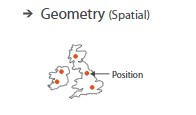 → Geometry (Spatial)
Position